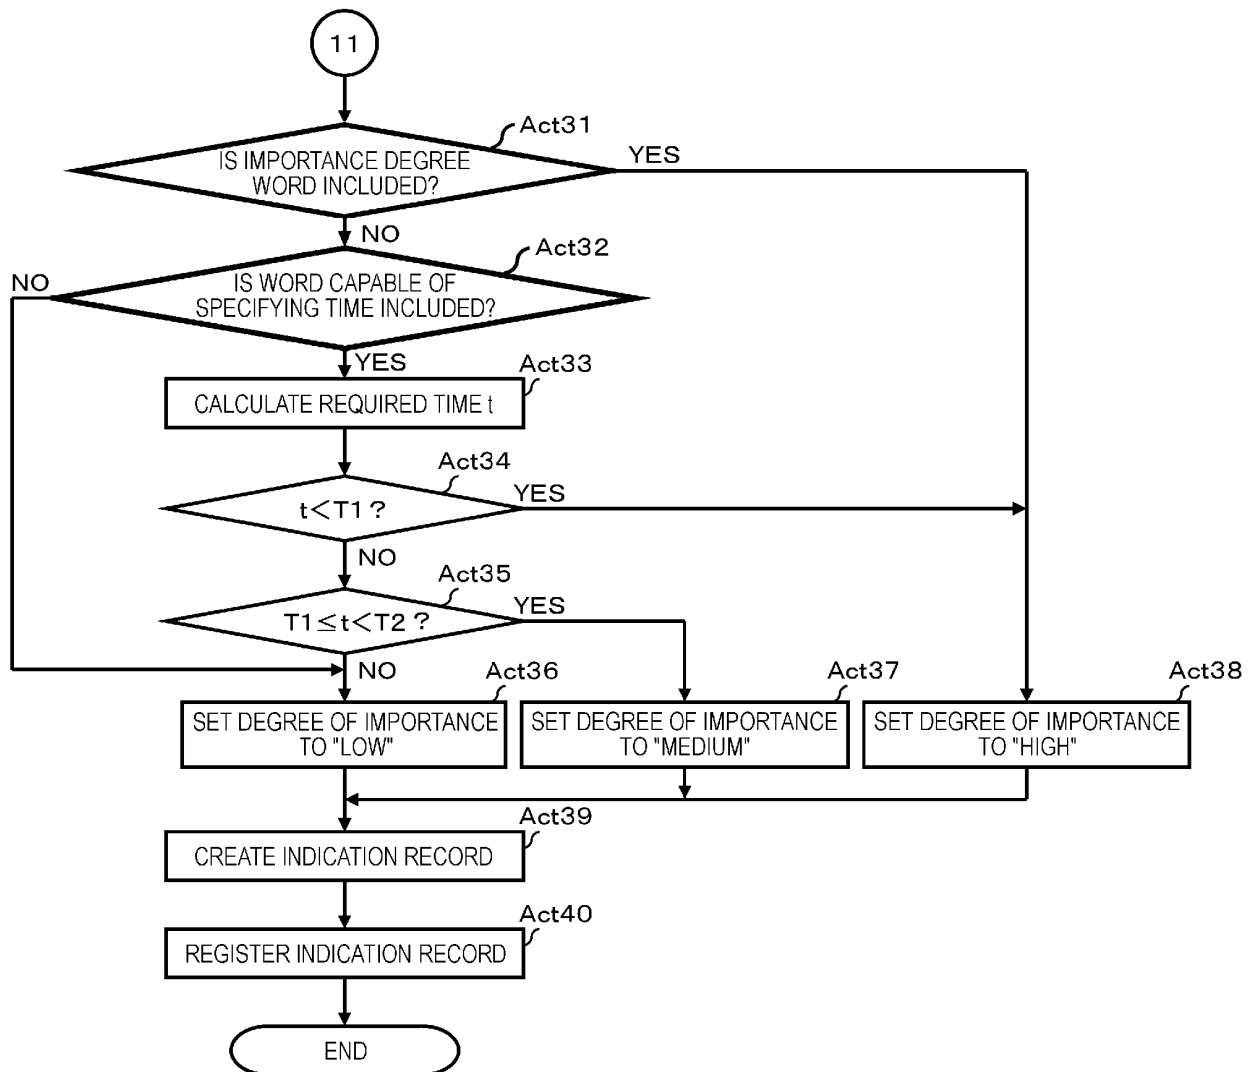 11
Act31
IS IMPORTANCE DEGREE
WORD INCLUDED?
YES
NO
Act32
NO
IS WORD CAPABLE OF
SPECIFYING TIME INCLUDED?
YES
Act33
CALCULATE REQUIRED TIME t
Act34
t<T1?
YES
NO
Act35
T1≦t<T2?
YES
NO
Act36
Act37
Act38
SET DEGREE OF IMPORTANCE
TO "LOW"
SET DEGREE OF IMPORTANCE
TO "MEDIUM"
SET DEGREE OF IMPORTANCE
TO "HIGH"
Act39
CREATE INDICATION RECORD
Act40
REGISTER INDICATION RECORD
END